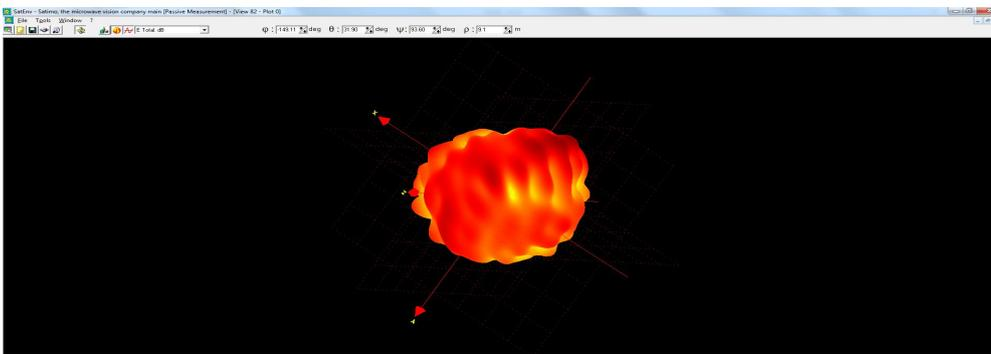 SatEnv - Satimo, the microwave vision company main [Passive Measurement] - [View 82 - Plot 0]
File Tools Window ?
E Total dB φ : -149.11 deg θ : 31.90 deg ψ: 93.60 deg ρ : 9.1 m